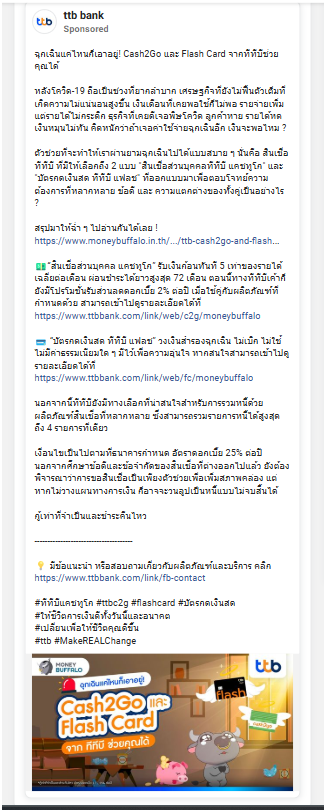 ttb bank
Sponsored
ฉุกเฉินแค่ไหนก็เอาอยู่! Cash2Go และ Flash Card จากทีทีบีช่วย
คุณได้
หลังโควิด-19 ถือเป็นช่วงที่ยากลำบาก เศรษฐกิจที่ยังไม่ฟื้นตัวเต็มที่
เกิดความไม่แน่นอนสูงขึ้น เงินเดือนที่เคยพอใช้ก็ไม่พอ รายจ่ายเพิ่ม
แต่รายได้ไม่กระดิก ธุรกิจที่เคยดีเจอพิษโควิด ลูกค้าหาย รายได้หด
เงินหมุนไม่ทัน คิดหนักว่าถ้าเจอค่าใช้จ่ายฉุกเฉินอีก เงินจะพอไหม ?
ตัวช่วยที่จะทำให้เราผ่านยามฉุกเฉินไปได้แบบสบาย ๆ นั่นคือ สินเชื่อ
ทีทีบี ที่มีให้เลือกถึง 2 แบบ “สินเชื่อส่วนบุคคลทีทีบี แคชทูโก” และ
“บัตรกดเงินสด ทีทีบี แฟลช” ที่ออกแบบมาเพื่อตอบโจทย์ความ
ต้องการที่หลากหลาย ข้อดี และ ความแตกต่างของทั้งคู่เป็นอย่างไร
?
สรุปมาให้ฉ่ำ ๆ ไปอ่านกันได้เลย !
https://www.moneybuffalo.in.th/.../ttb-cash2go-and-flash...
“สินเชื่อส่วนบุคคล แคชทูโก” รับเงินก้อนทันที 5 เท่าของรายได้
เฉลี่ยต่อเดือน ผ่อนชำระได้ยาวสูงสุด 72 เดือน ตอนนี้ทางทีทีบีเค้าก็
ยังมีโปรโมชั่นรับส่วนลดดอกเบี้ย 2% ต่อปี เมื่อใช้คู่กับผลิตภัณฑ์ที่
กำหนดด้วย สามารถเข้าไปดูรายละเอียดได้ที่
https://www.ttbbank.com/link/web/c2g/moneybuffalo
“บัตรกดเงินสด ทีทีบี แฟลช” วงเงินสำรองฉุกเฉิน ไม่เบิก ไม่ใช้
ไม่มีค่าธรรมเนียมใด ๆ มีไว้เพื่อความอุ่นใจ หากสนใจสามารถเข้าไปดู
รายละเอียดได้ที่
https://www.ttbbank.com/link/web/fc/moneybuffalo
นอกจากนี้ทีทีบียังมีทางเลือกที่น่าสนใจสำหรับการรวมหนี้ด้วย
ผลิตภัณฑ์สินเชื่อที่หลากหลาย ซึ่งสามารถรวมรายการหนี้ได้สูงสุด
ถึง 4 รายการที่เดียว
เงื่อนไขเป็นไปตามที่ธนาคารกำหนด อัตราดอกเบี้ย 25% ต่อปี
นอกจากศึกษาข้อดีและข้อจำกัดของสินเชื่อที่ต่างออกไปแล้ว ยังต้อง
พิจารณาว่าการขอสินเชื่อเป็นเพียงตัวช่วยเพื่อเพิ่มสภาพคล่อง แต่
หากไม่วางแผนทางการเงิน ก็อาจจะวนลูปเป็นหนี้แบบไม่จบสิ้นได้
กู้เท่าที่จำเป็นและชำระคืนไหว
------------------------------------
มีข้อแนะนำ หรือสอบถามเกี่ยวกับผลิตภัณฑ์และบริการ คลิก
https://www.ttbbank.com/link/fb-contact
#ทีทีบีแคชทูโก #ttbc2g #flashcard #บัตรกดเงินสด
#ให้ชีวิตการเงินดีทั้งวันนี้และอนาคต
#เปลี่ยนเพื่อให้ชีวิตคุณดีขึ้น
#ttb #MakeREALChange
MONEY
BUFFALO
ttb
ฉุกเฉินแค่ไหนก็เอาอยู่!
Cash2Go และ
Flash Card
จาก ทีทีบี ช่วยคุณได้
flash